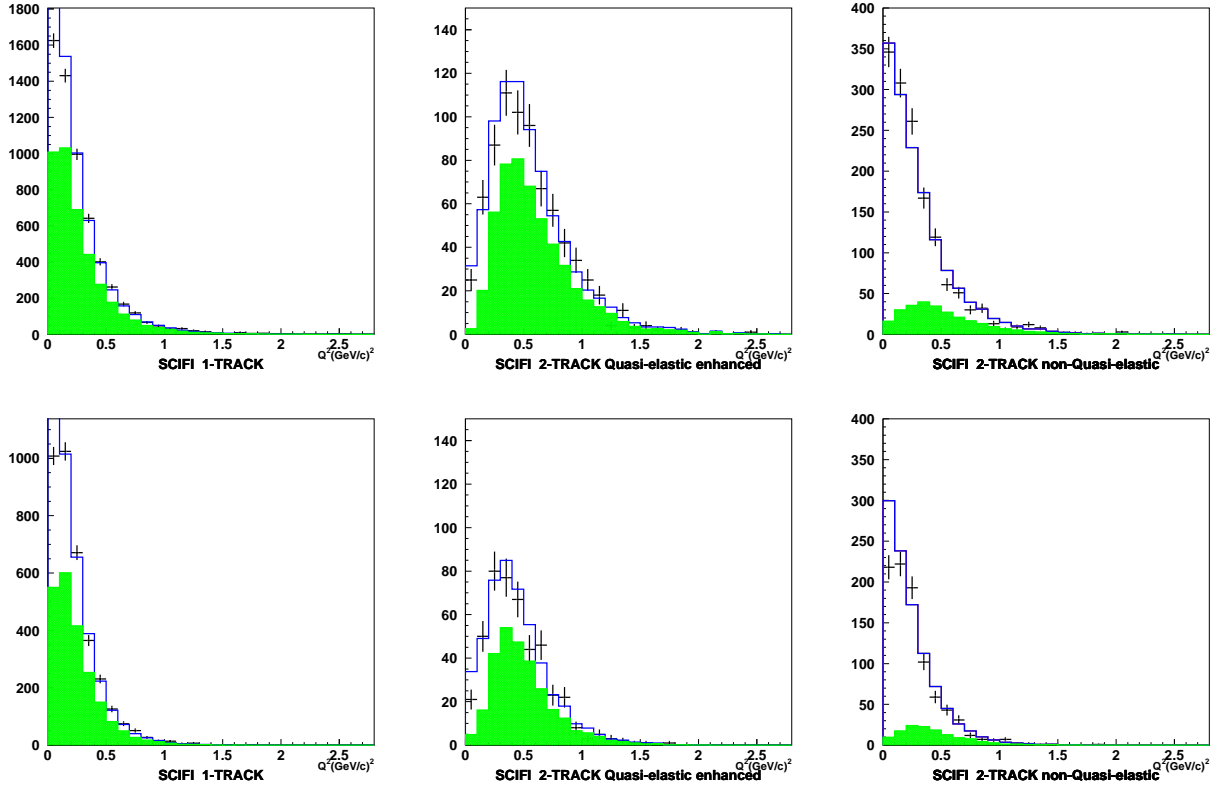 1800
1600
1400
1200
1000
800
600
400
200
0
0 0.5 1 1.5 2 2.5
Q²(GeV/c)²
SCIFI 1-TRACK
140
120
100
80
60
40
20
0
0 0.5 1 1.5 2 2.5
Q²(GeV/c)²
SCIFI 2-TRACK Quasi-elastic enhanced
400
350
300
250
200
150
100
50
0
0 0.5 1 1.5 2 2.5
Q²(GeV/c)²
SCIFI 2-TRACK non-Quasi-elastic
1000
800
600
400
200
0
0 0.5 1 1.5 2 2.5
Q²(GeV/c)²
SCIFI 1-TRACK
140
120
100
80
60
40
20
0
0 0.5 1 1.5 2 2.5
Q²(GeV/c)²
SCIFI 2-TRACK Quasi-elastic enhanced
400
350
300
250
200
150
100
50
0
0 0.5 1 1.5 2 2.5
Q²(GeV/c)²
SCIFI 2-TRACK non-Quasi-elastic